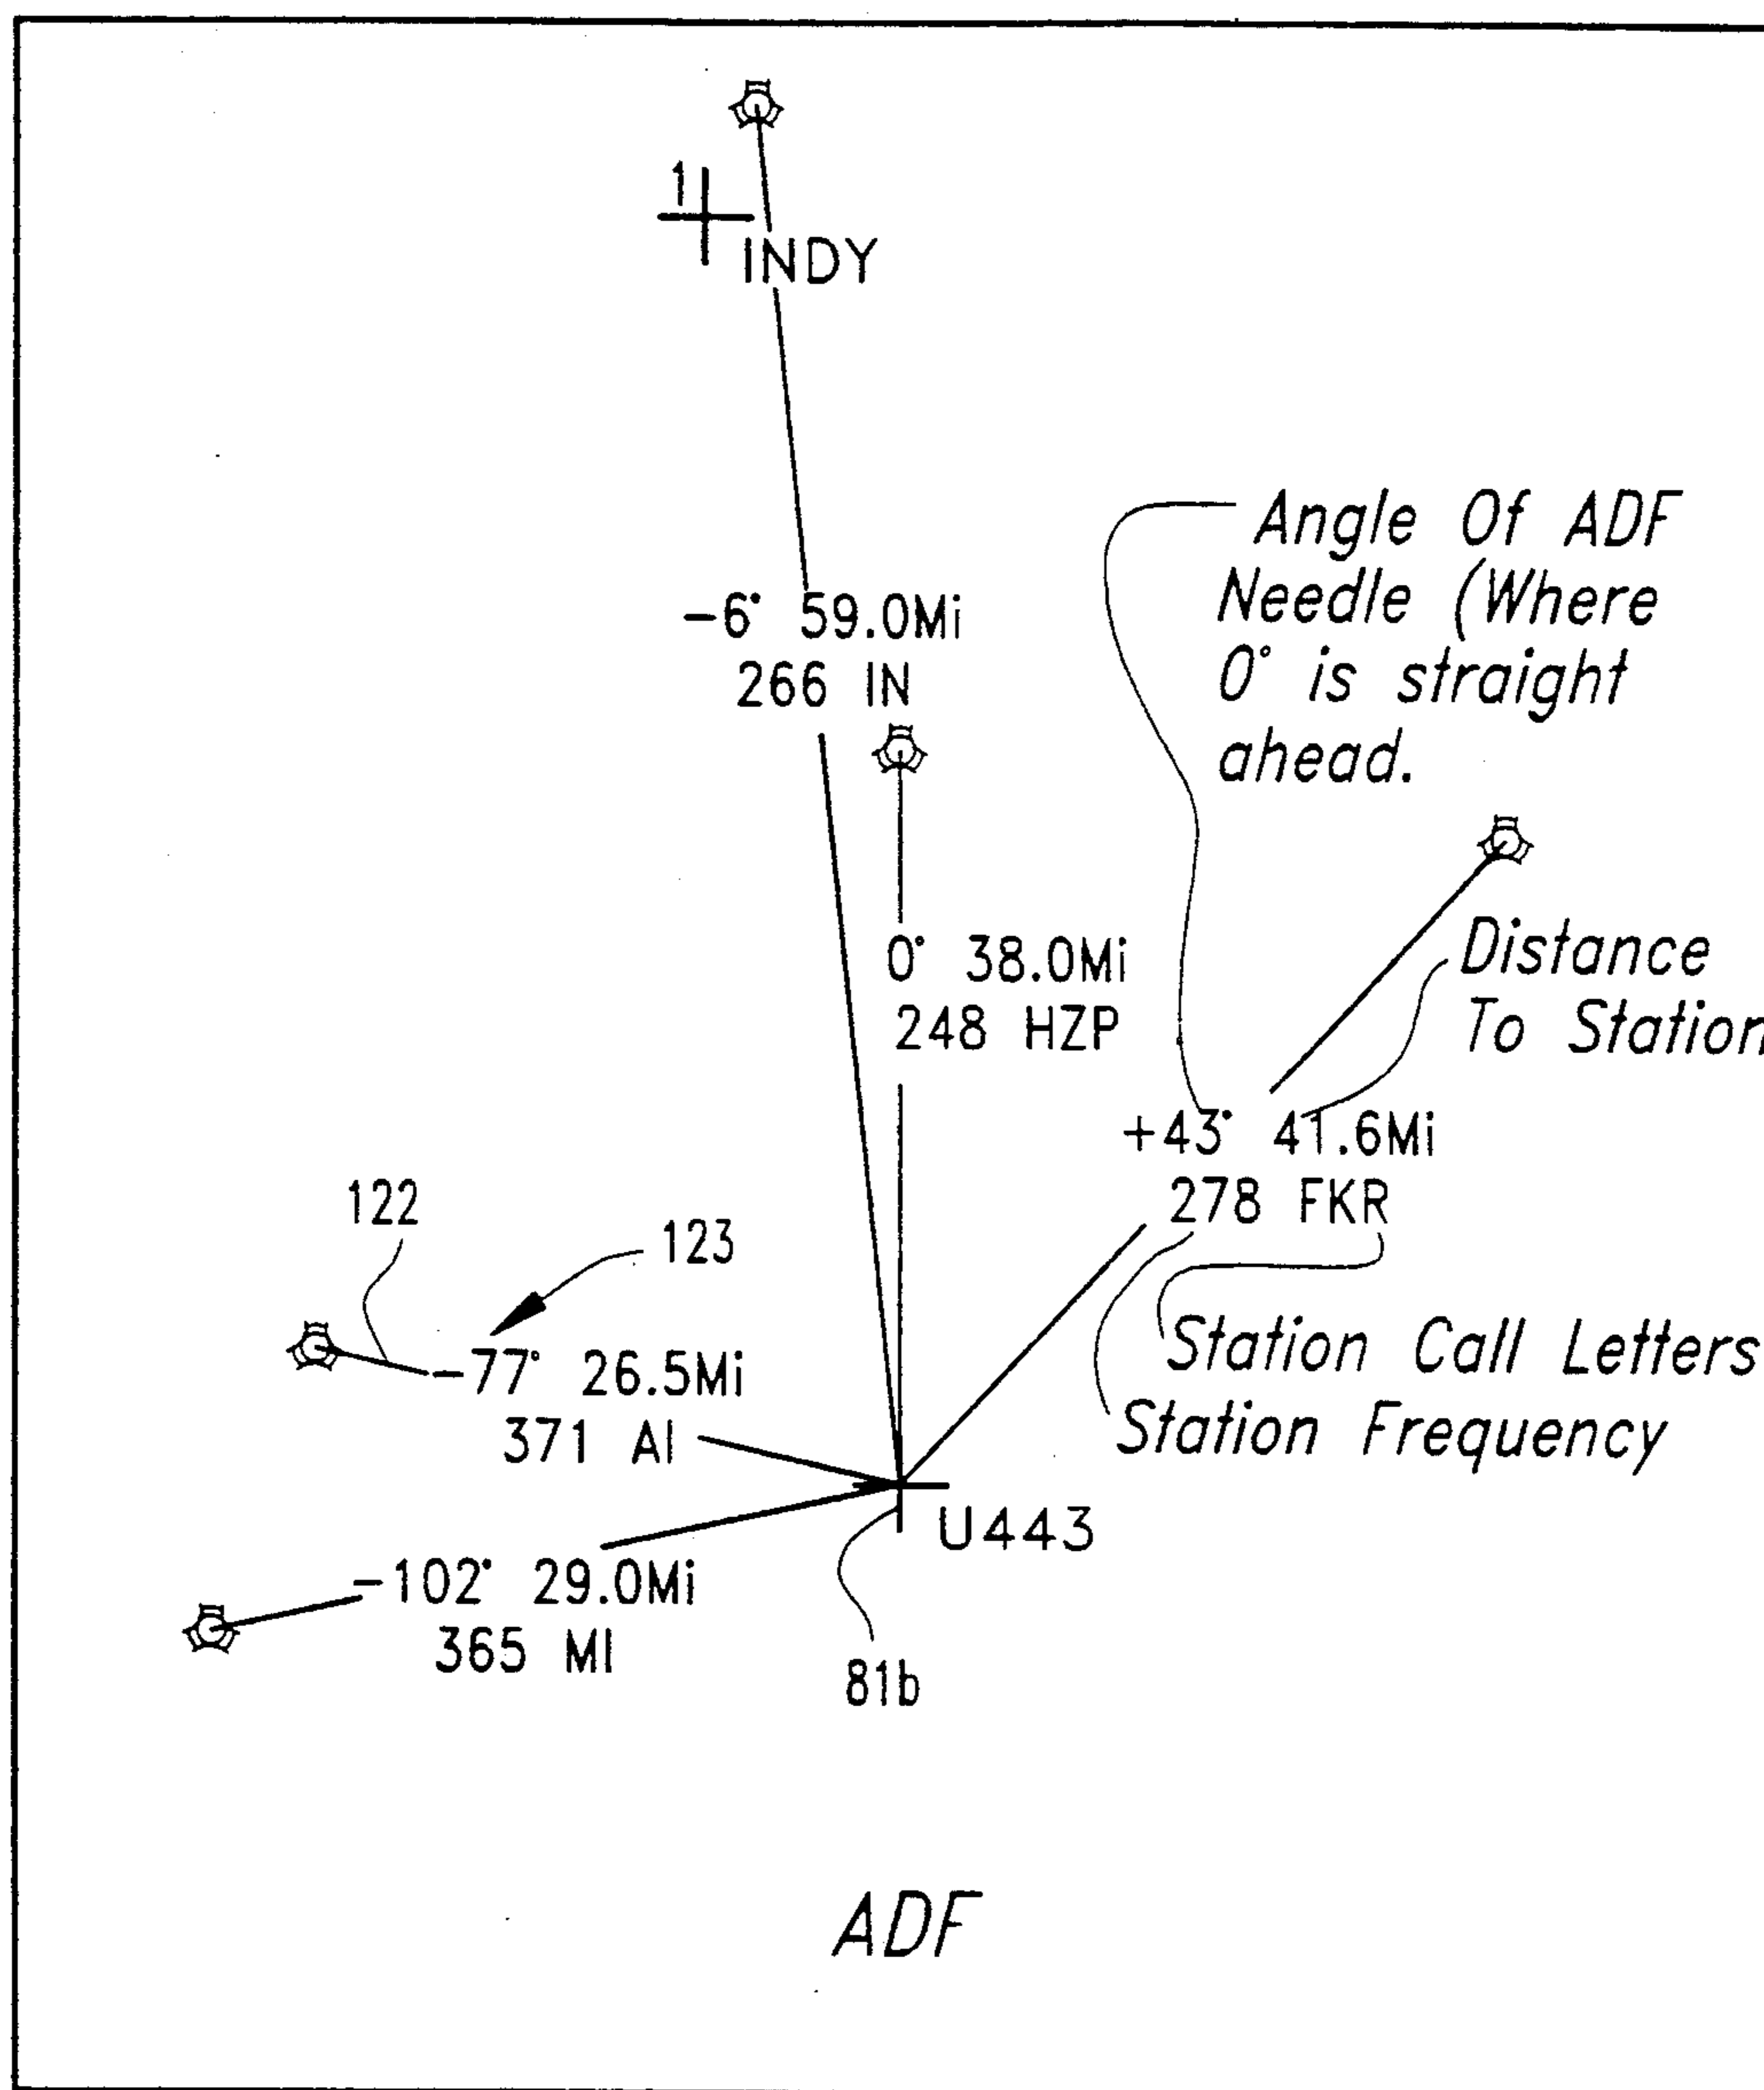 1
INDY
-6° 59.0Mi
266 IN
Angle Of ADF
Needle (Where
0° is straight
ahead.
0° 38.0Mi
248 HZP
Distance
To Station
+43° 41.6Mi
278 FKR
122
123
Station Call Letters
Station Frequency
-77° 26.5Mi
371 AI
U443
-102° 29.0Mi
365 MI
81b
ADF